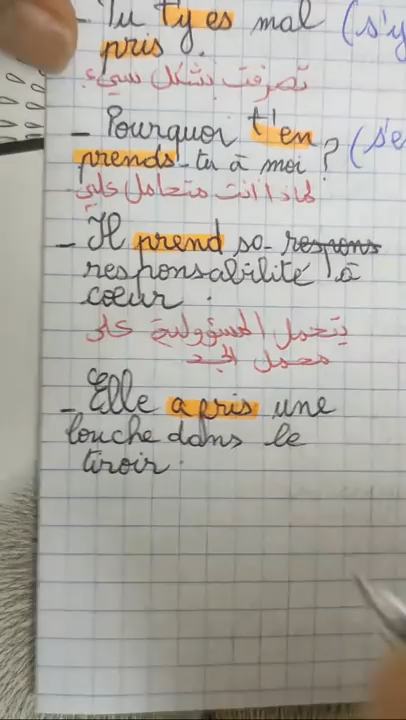 - Tu t'y es mal (s'y
pris.
تصرفت بشكل سيء.
- Pourquoi t'en
prends-tu à moi ? (s'e
لماذا أنت متحامل علي
- Il prend sa respons
responsabilité à
cœur.
يتحمل المسؤولية على
محمل الجد
- Elle a pris une
louche dans le
tiroir.